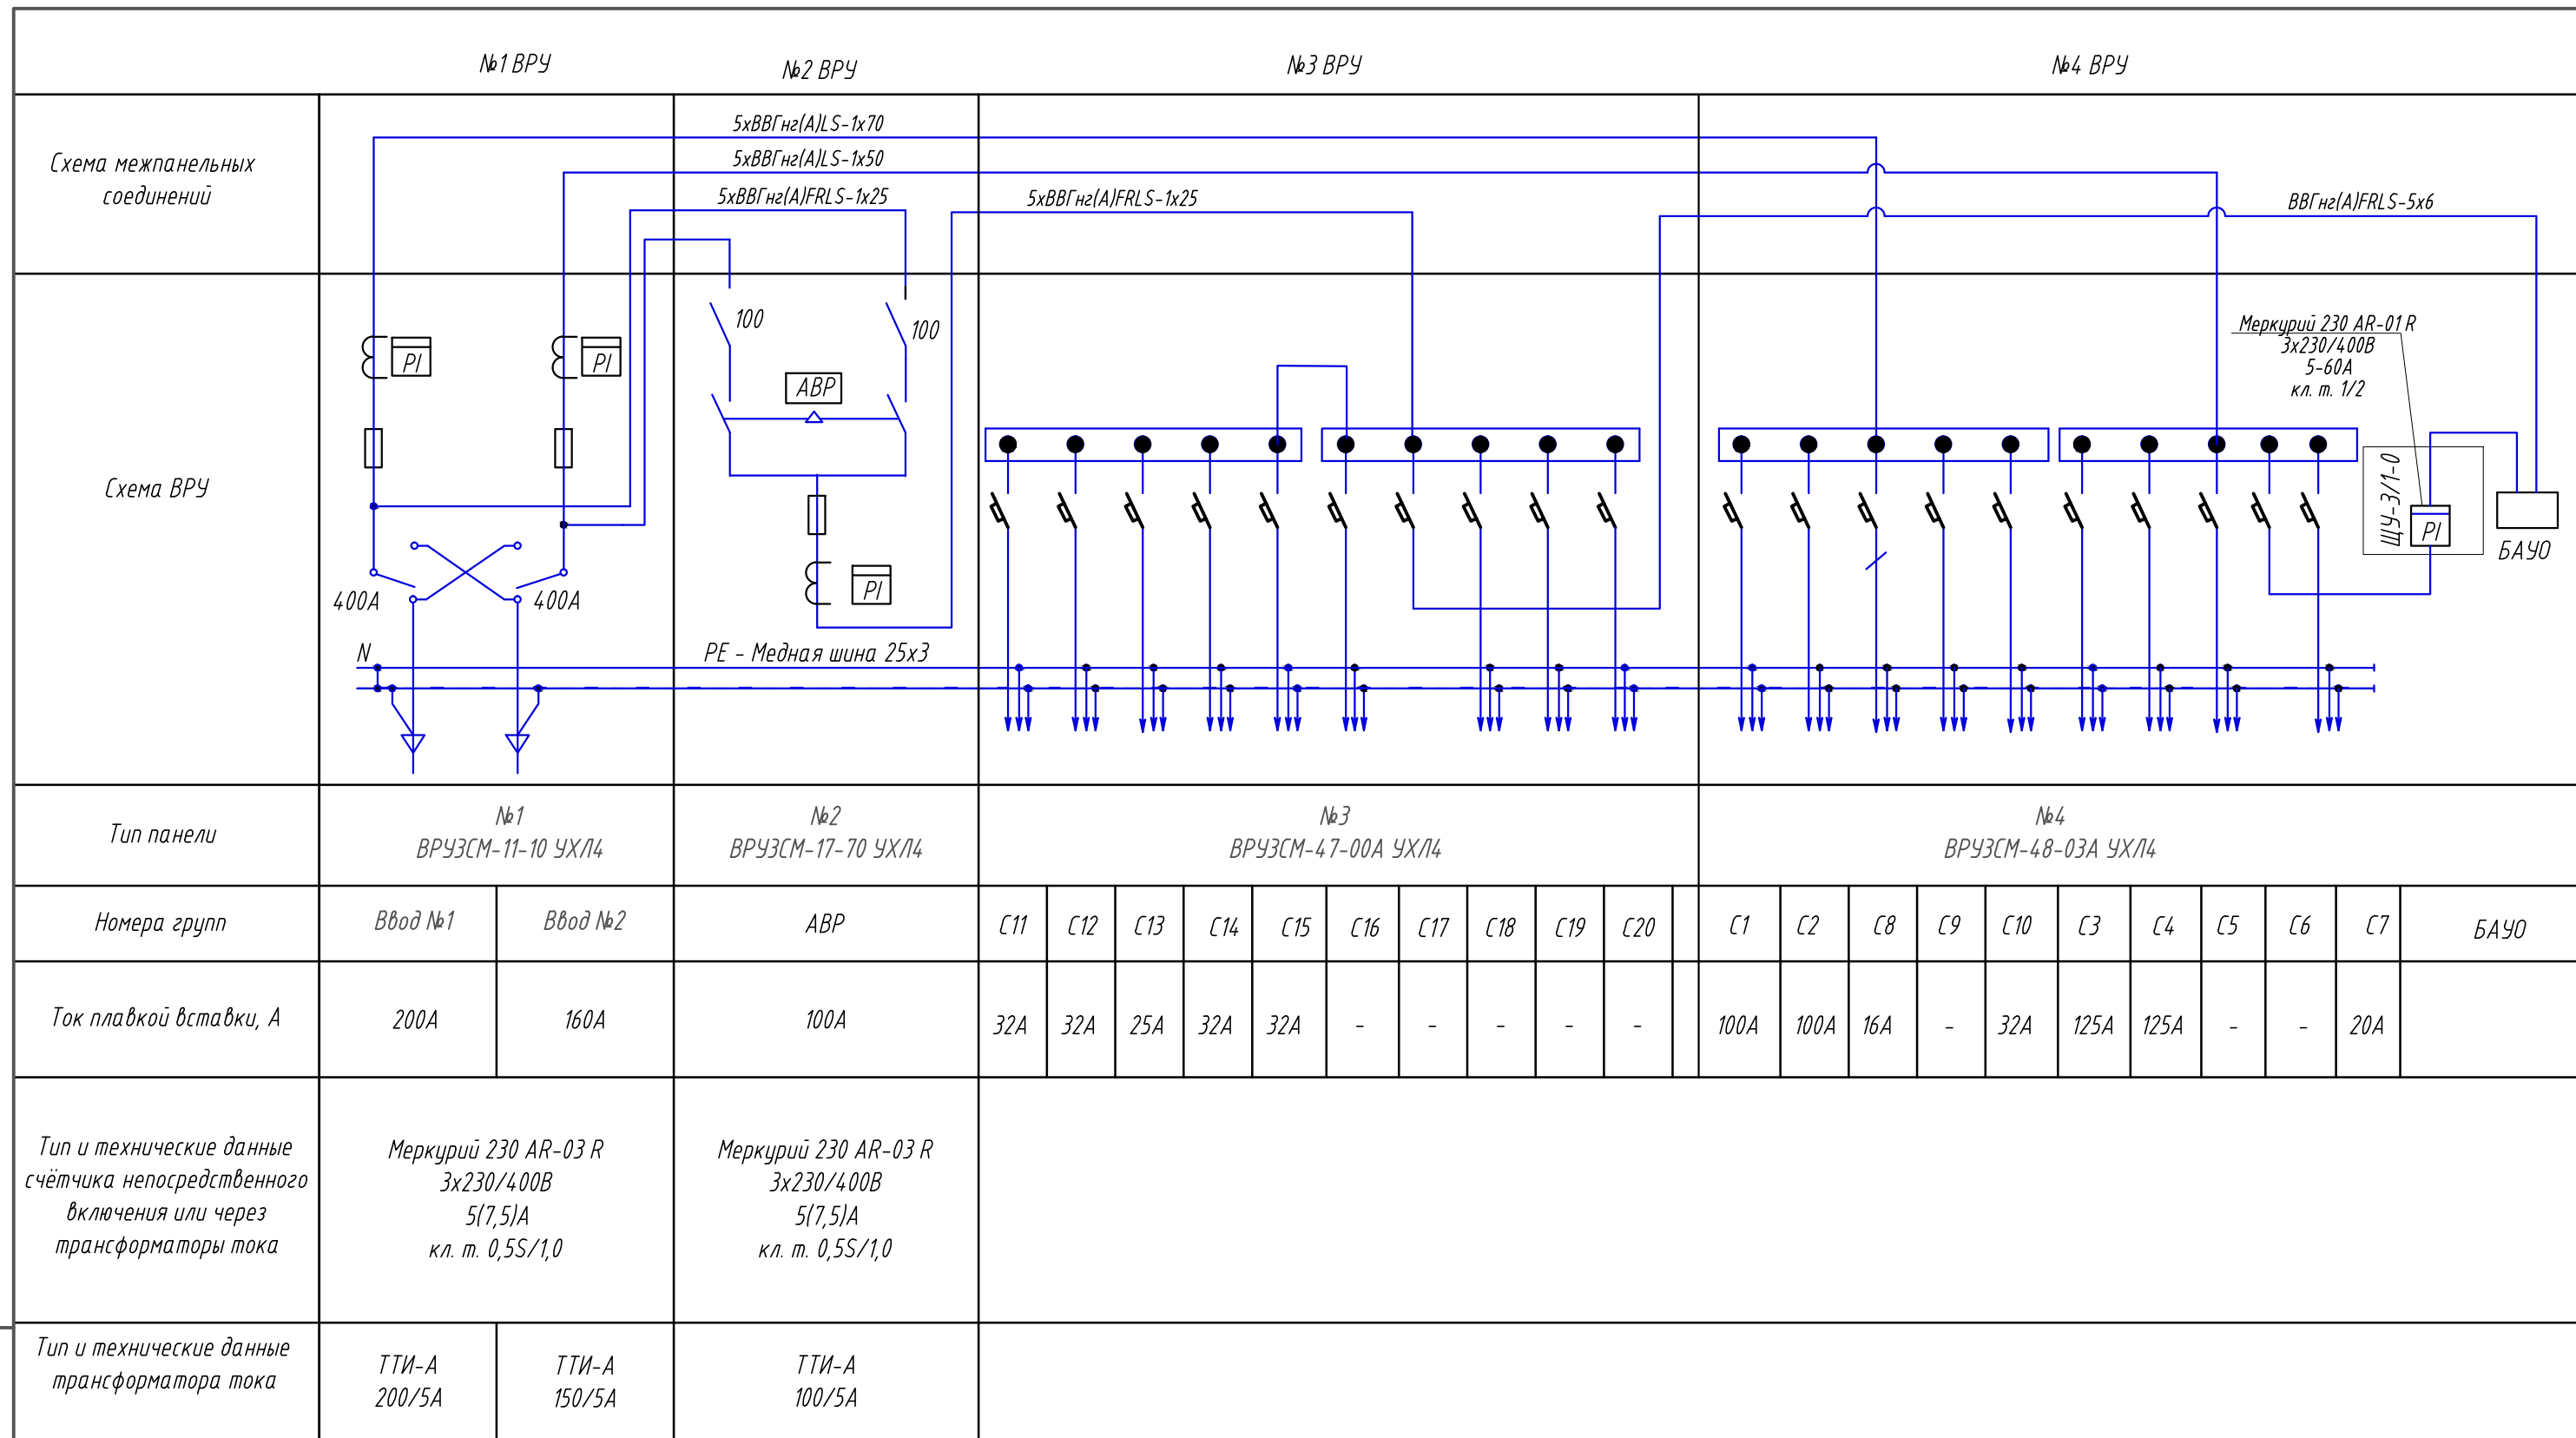 №1 ВРУ
№2 ВРУ
№3 ВРУ
№4 ВРУ
Схема межпанельных
соединений
5хВВГнг(А)LS-1х70
5хВВГнг(А)LS-1х50
5хВВГнг(А)FRLS-1х25
5хВВГнг(А)FRLS-1х25
ВВГнг(А)FRLS-5х6
Схема ВРУ
PI
PI
400А
400А
100
100
АВР
PI
Меркурий 230 AR-01 R
3х230/400В
5-60А
кл. т. 1/2
ЩУ-3/1-0
PI
БАУО
N
РЕ - Медная шина 25х3
Тип панели
№1
ВРУ3СМ-11-10 УХЛ4
№2
ВРУ3СМ-17-70 УХЛ4
№3
ВРУ3СМ-47-00А УХЛ4
№4
ВРУ3СМ-48-03А УХЛ4
Номера групп
Ввод №1
Ввод №2
АВР
С11
С12
С13
С14
С15
С16
С17
С18
С19
С20
С1
С2
С8
С9
С10
С3
С4
С5
С6
С7
БАУО
Ток плавкой вставки, А
200А
160А
100А
32А
32А
25А
32А
32А
-
-
-
-
-
100А
100А
16А
-
32А
125А
125А
-
-
20А
Тип и технические данные
счётчика непосредственного
включения или через
трансформаторы тока
Меркурий 230 AR-03 R
3х230/400В
5(7,5)А
кл. т. 0,5S/1,0
Меркурий 230 AR-03 R
3х230/400В
5(7,5)А
кл. т. 0,5S/1,0
Тип и технические данные
трансформатора тока
ТТИ-А
200/5А
ТТИ-А
150/5А
ТТИ-А
100/5А